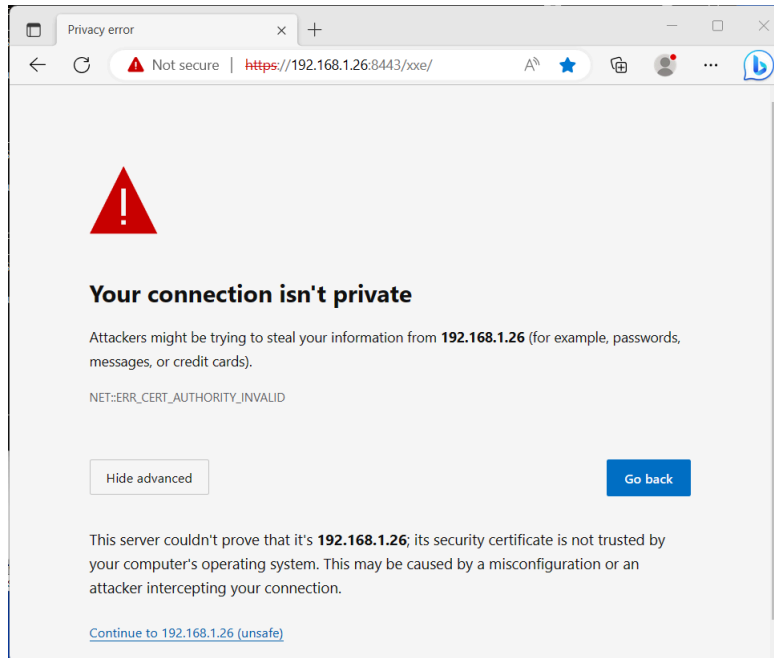 Privacy error
Not secure | https://192.168.1.26:8443/xxe/
Your connection isn't private
Attackers might be trying to steal your information from 192.168.1.26 (for example, passwords,
messages, or credit cards).
NET::ERR_CERT_AUTHORITY_INVALID
Hide advanced
Go back
This server couldn't prove that it's 192.168.1.26; its security certificate is not trusted by
your computer's operating system. This may be caused by a misconfiguration or an
attacker intercepting your connection.
Continue to 192.168.1.26 (unsafe)